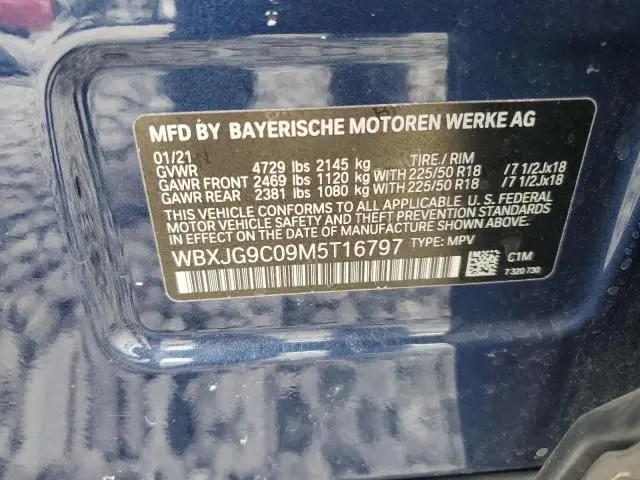 MFD BY BAYERISCHE MOTOREN WERKE AG
01/21 TIRE / RIM
GVWR 4729 lbs 2145 kg
GAWR FRONT 2469 lbs 1120 kg WITH 225/50 R18 /7 1/2Jx18
GAWR REAR 2381 lbs 1080 kg WITH 225/50 R18 /7 1/2Jx18
THIS VEHICLE CONFORMS TO ALL APPLICABLE U. S. FEDERAL
MOTOR VEHICLE SAFETY, BUMPER AND THEFT PREVENTION
STANDARDS IN EFFECT ON THE DATE OF MANUFACTURE SHOWN ABOVE
WBXJG9C09M5T16797 TYPE: MPV
C1M
7 320 730